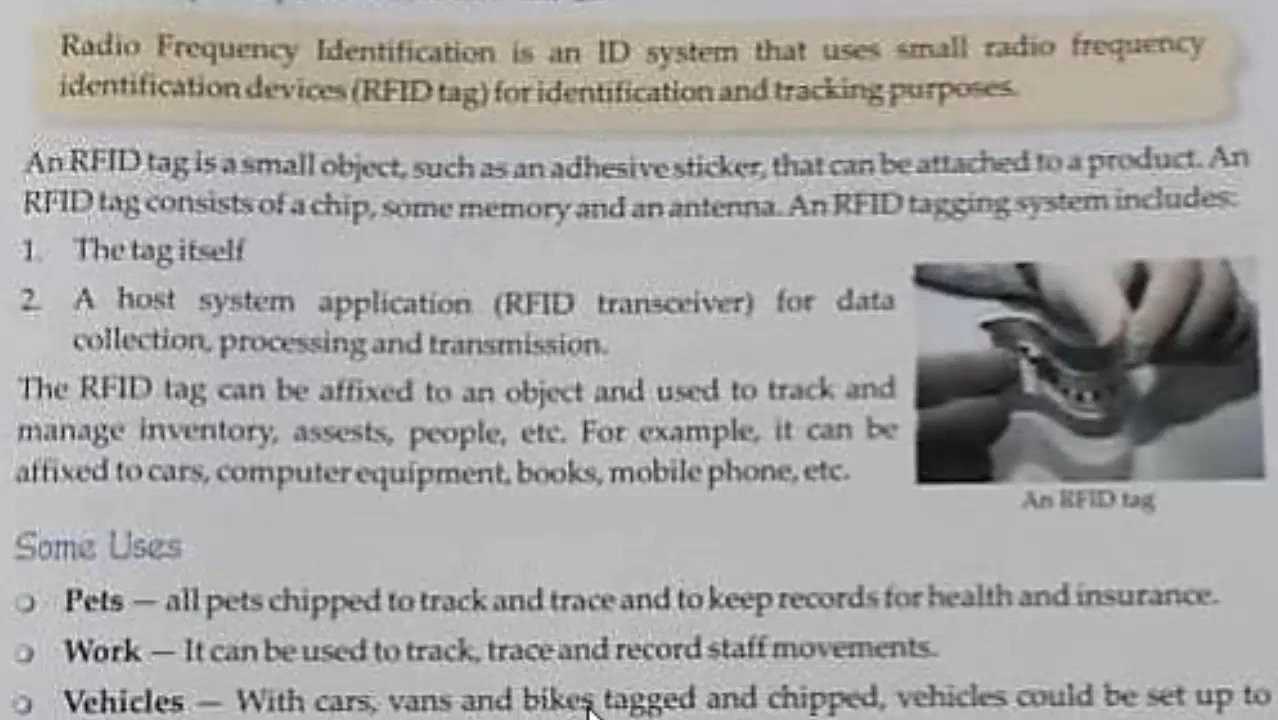 Radio Frequency Identification is an ID system that uses small radio frequency
identification devices (RFID tag) for identification and tracking purposes.
An RFID tag is a small object, such as an adhesive sticker, that can be attached to a product. An
RFID tag consists of a chip, some memory and an antenna. An RFID tagging system includes:
1. The tag itself
2. A host system application (RFID transceiver) for data
collection, processing and transmission.
The RFID tag can be affixed to an object and used to track and
manage inventory, assests, people, etc. For example, it can be
affixed to cars, computer equipment, books, mobile phone, etc.
An RFID tag
Some Uses
Pets — all pets chipped to track and trace and to keep records for health and insurance.
Work — It can be used to track, trace and record staff movements.
Vehicles — With cars, vans and bikes tagged and chipped, vehicles could be set up to